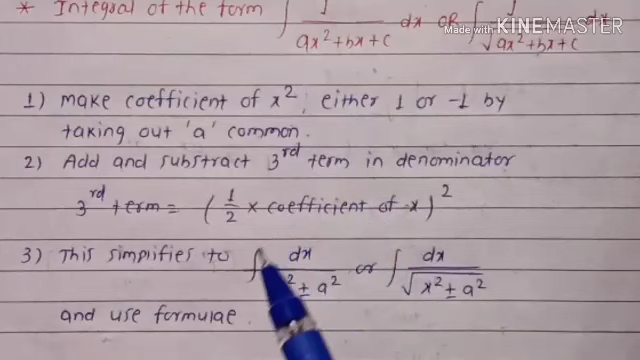 * Integral of the form ∫ 1/(ax²+bx+c) dx OR ∫ 1/√(ax²+bx+c) dx
Made with KINEMASTER
1) make coefficient of x², either 1 or -1 by
taking out 'a' common.
2) Add and substract 3rd term in denominator
3rd term = (1/2 × coefficient of x)²
3) This simplifies to ∫ dx/(² ± a²) or ∫ dx/√(x² ± a²)
and use formulae.